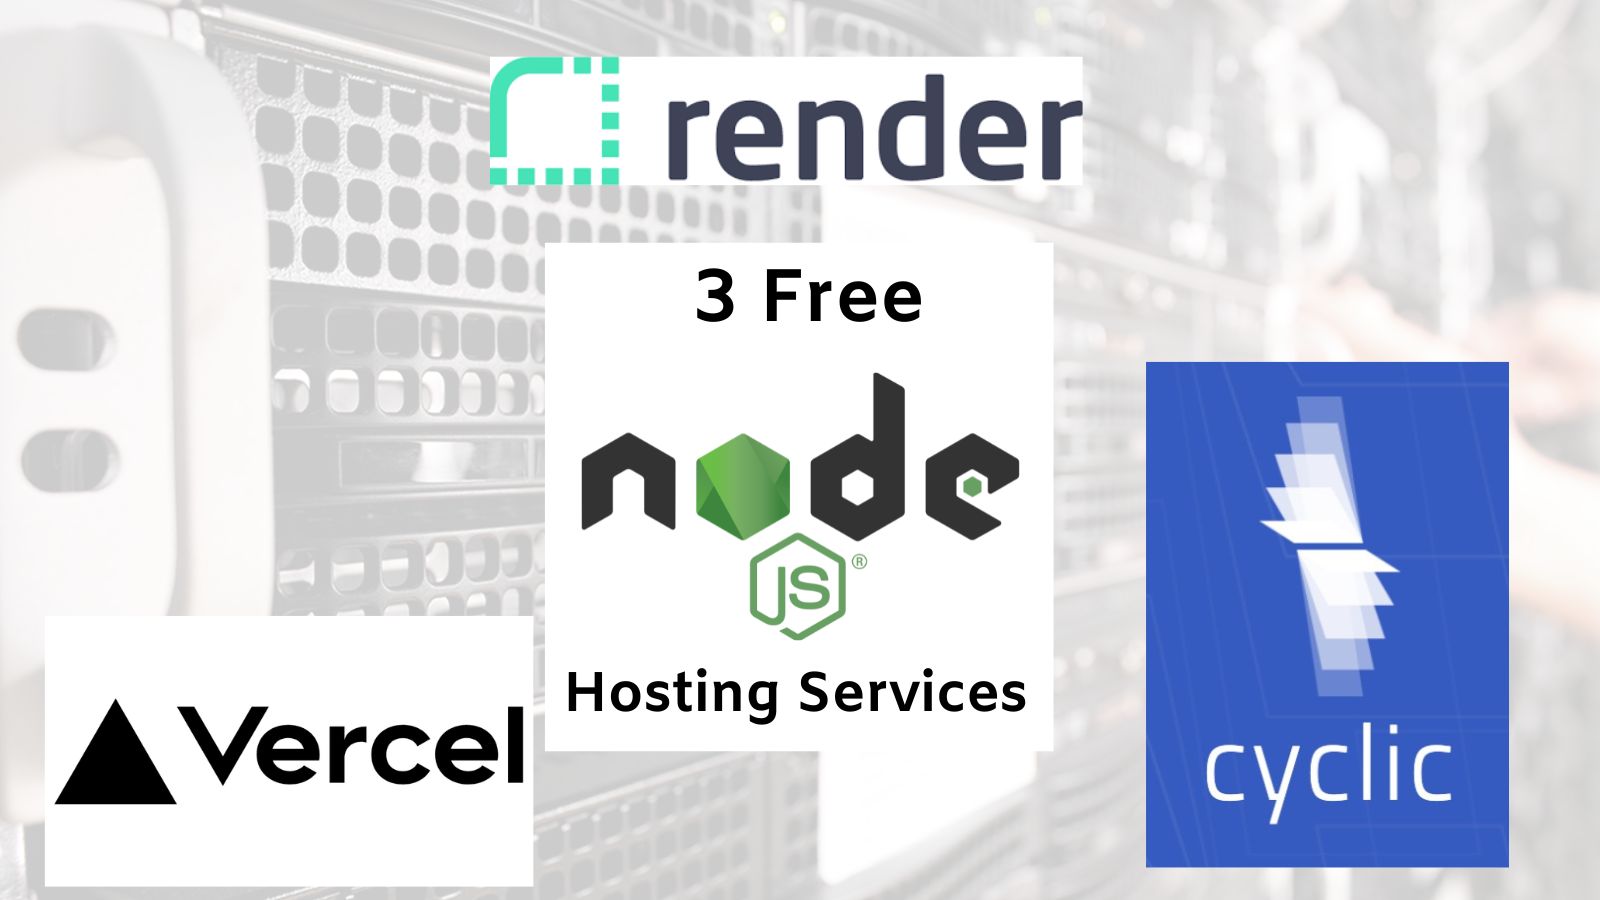 render
3 Free
node
JS®
Hosting Services
Vercel
cyclic